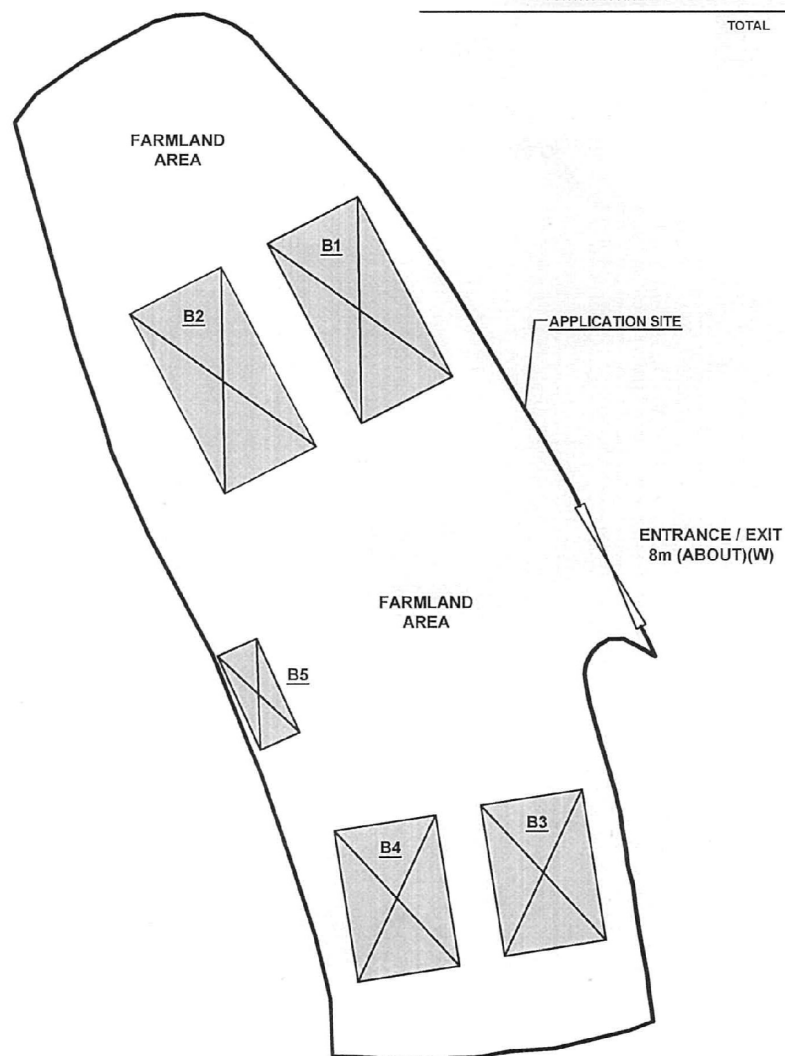 TOTAL
FARMLAND
AREA
B1
B2
APPLICATION SITE
ENTRANCE / EXIT
8m (ABOUT)(W)
FARMLAND
AREA
B5
B3
B4